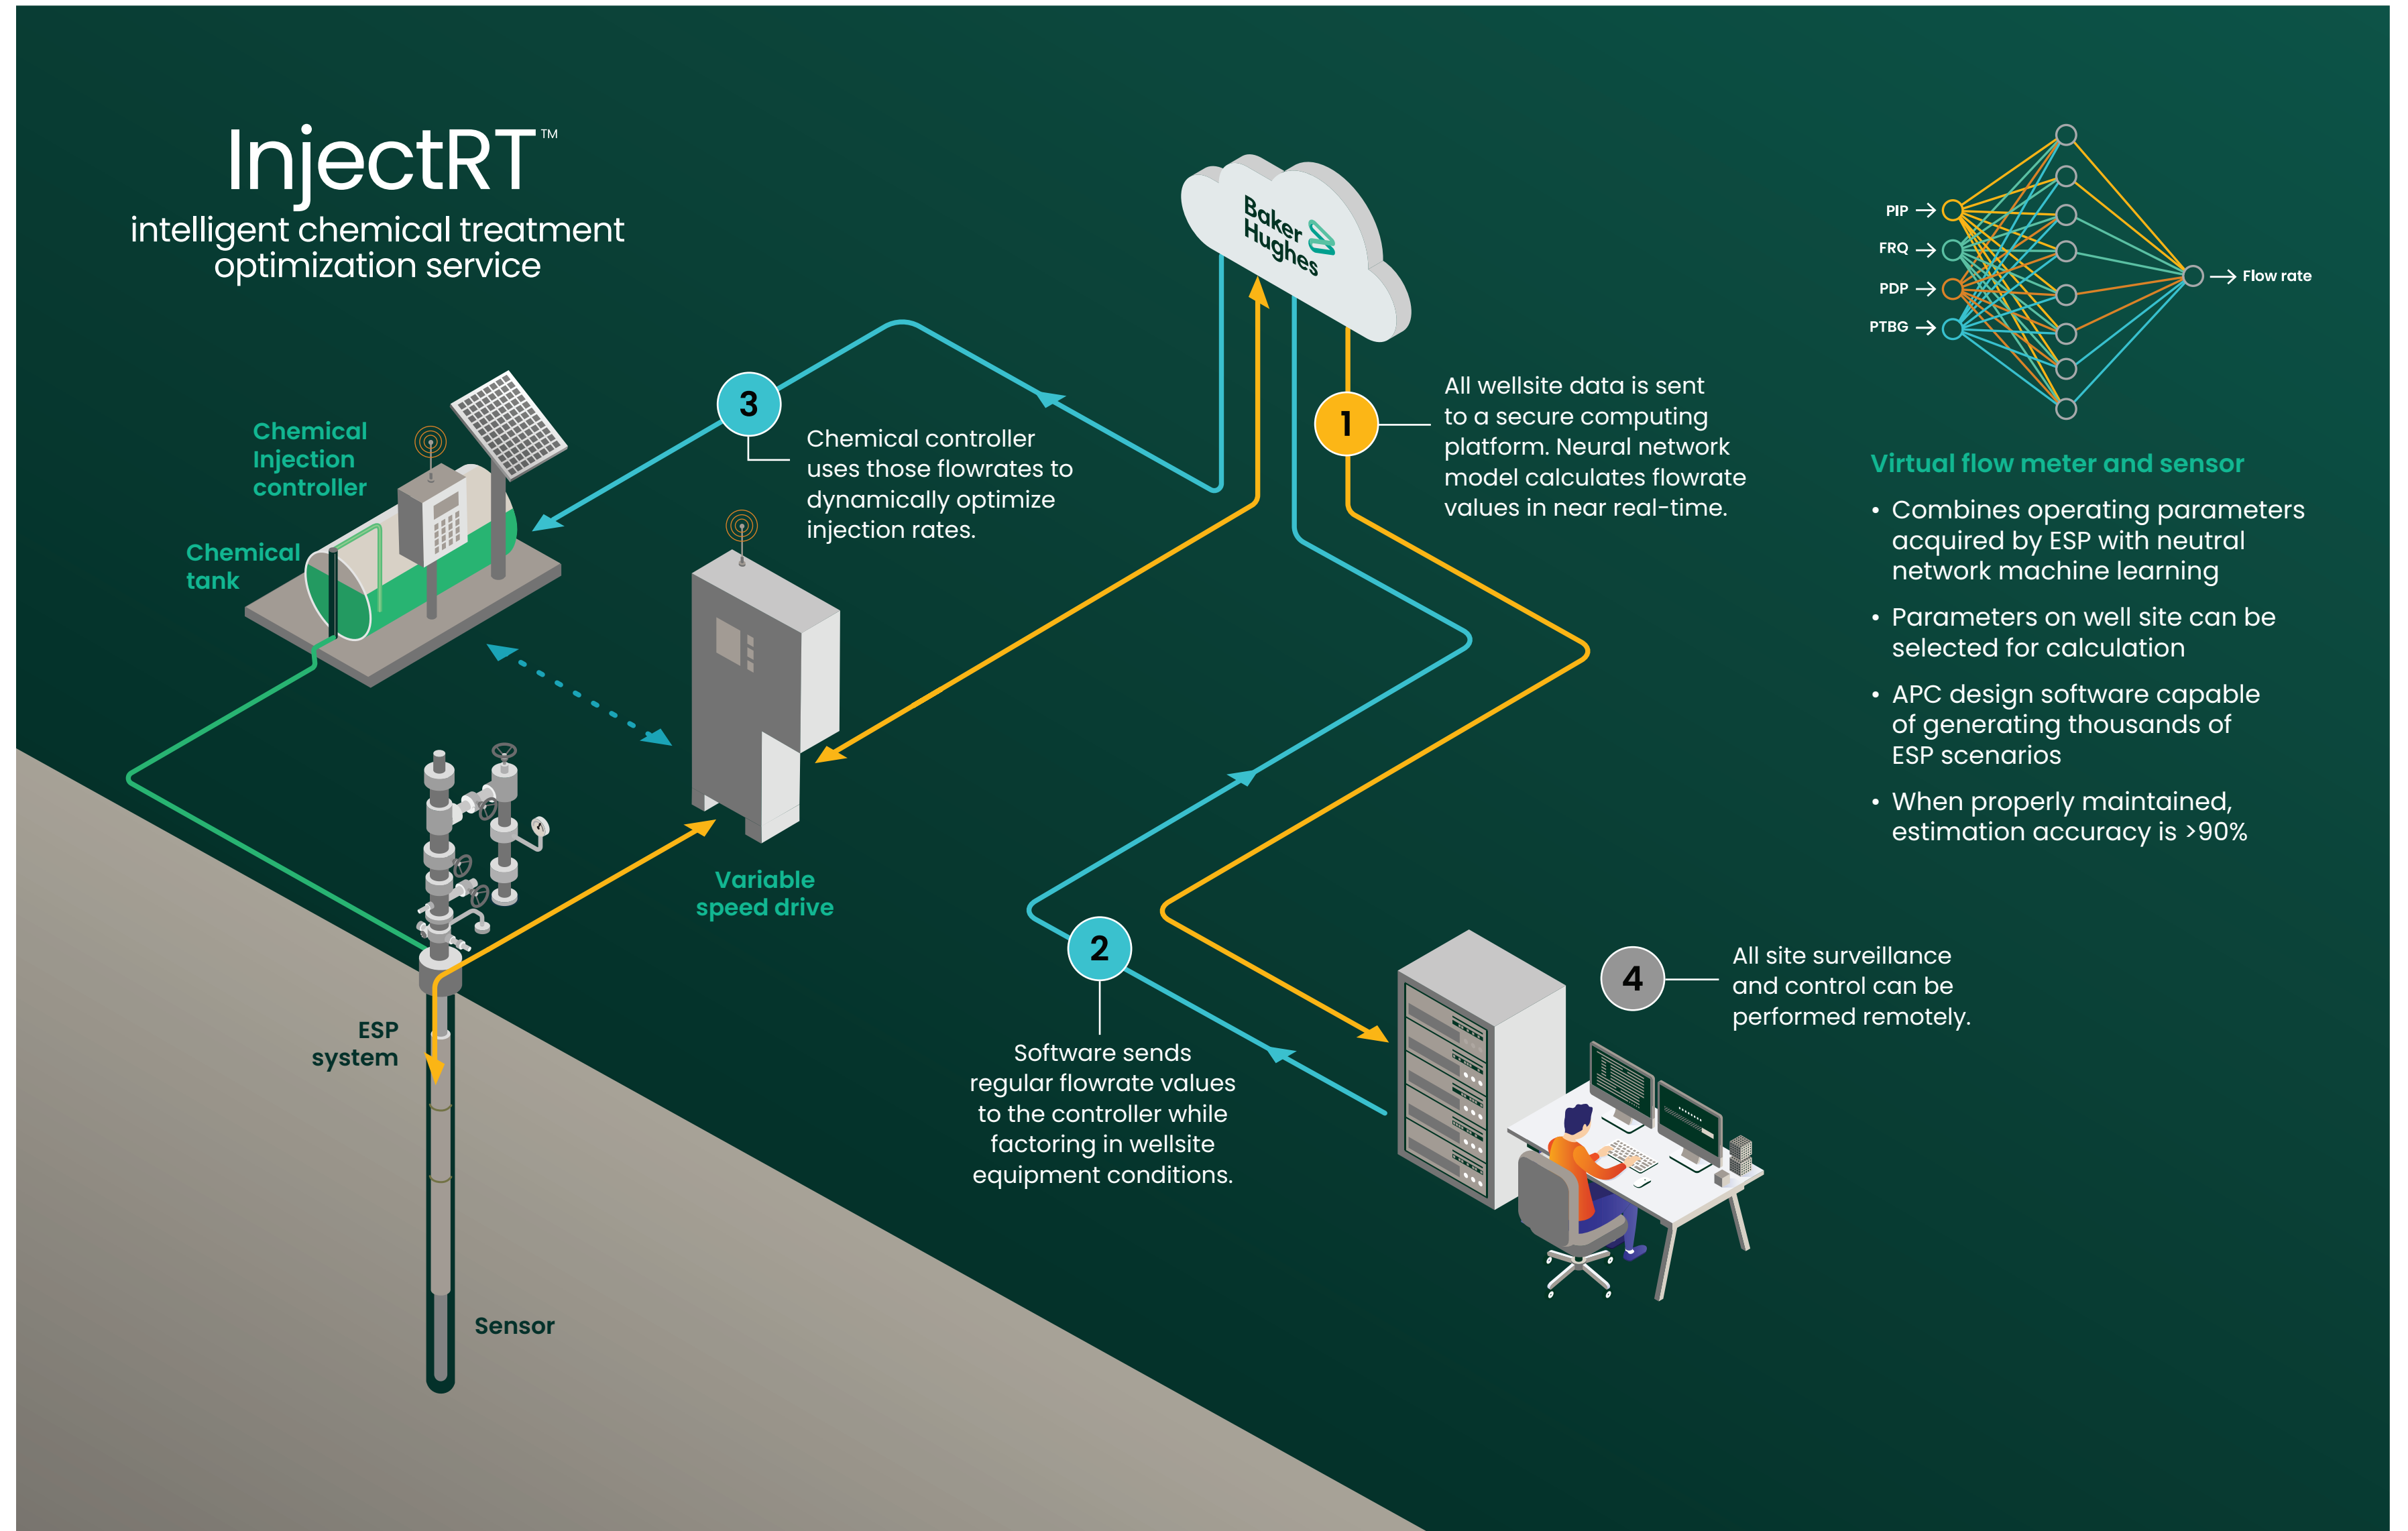 InjectRT™
intelligent chemical treatment
optimization service
Baker
Hughes
PIP
FRQ
PDP
PTBG
Flow rate
1
All wellsite data is sent
to a secure computing
platform. Neural network
model calculates flowrate
values in near real-time.
3
Chemical controller
uses those flowrates to
dynamically optimize
injection rates.
Chemical
Injection
controller
Chemical
tank
Virtual flow meter and sensor
• Combines operating parameters
acquired by ESP with neutral
network machine learning
• Parameters on well site can be
selected for calculation
• APC design software capable
of generating thousands of
ESP scenarios
• When properly maintained,
estimation accuracy is >90%
Variable
speed drive
2
Software sends
regular flowrate values
to the controller while
factoring in wellsite
equipment conditions.
4
All site surveillance
and control can be
performed remotely.
ESP
system
Sensor